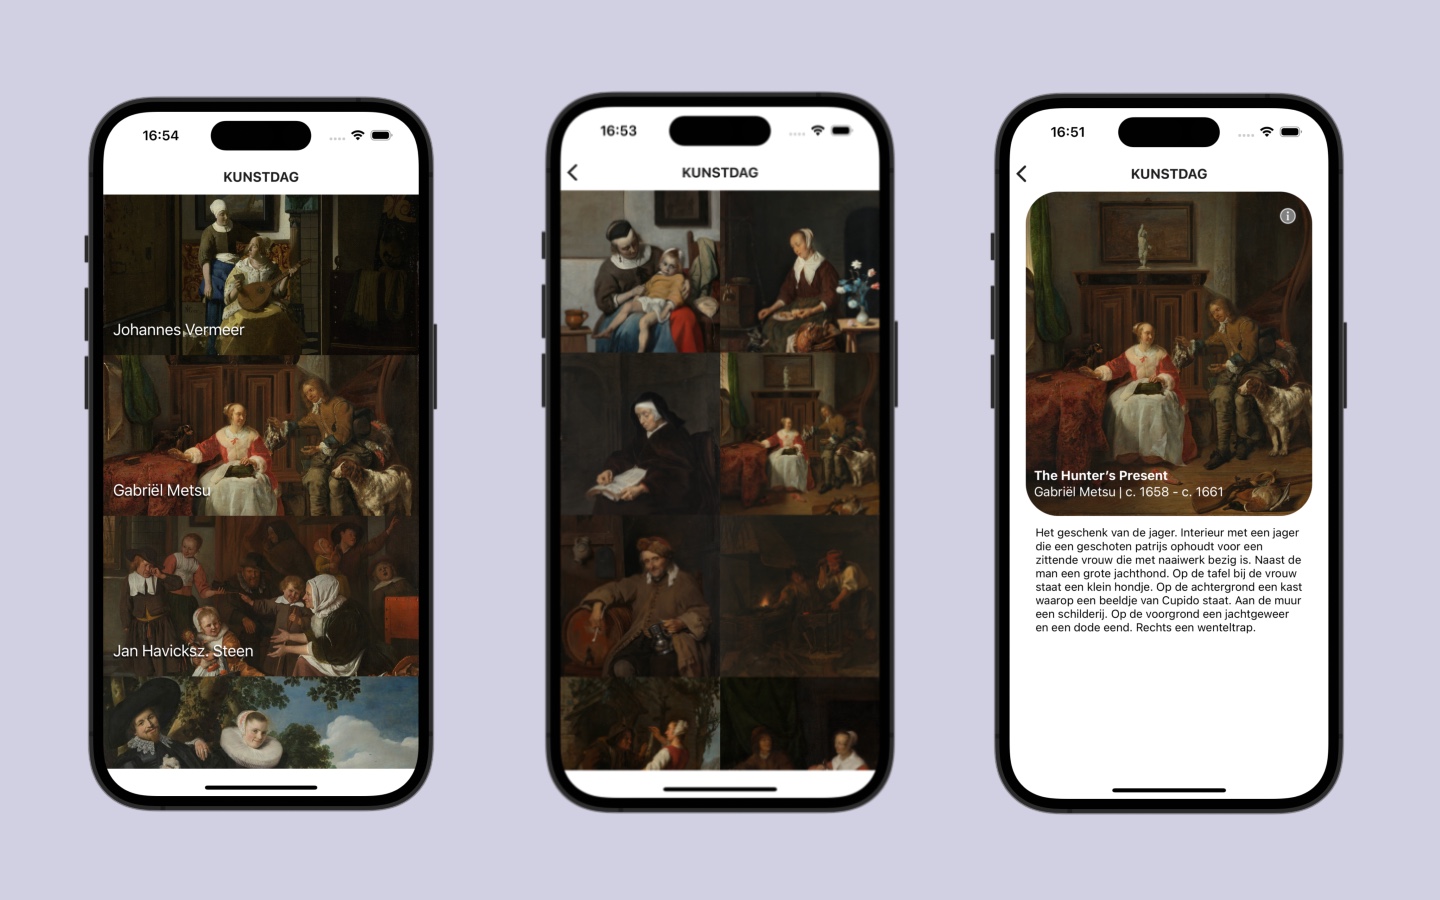 16:54
KUNSTDAG
Johannes Vermeer
Gabriël Metsu
Jan Havicksz. Steen
16:53
KUNSTDAG
16:51
KUNSTDAG
The Hunter’s Present
Gabriël Metsu | c. 1658 - c. 1661
Het geschenk van de jager. Interieur met een jager
die een geschoten patrijs ophoudt voor een
zittende vrouw die met naaiwerk bezig is. Naast de
man een grote jachthond. Op de tafel bij de vrouw
staat een klein hondje. Op de achtergrond een kast
waarop een beeldje van Cupido staat. Aan de muur
een schilderij. Op de voorgrond een jachtgeweer
en een dode eend. Rechts een wenteltrap.